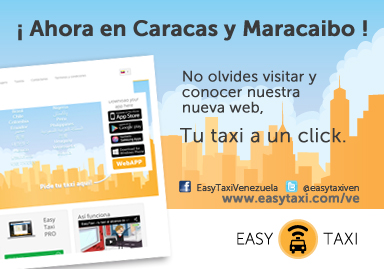 ¡ Ahora en Caracas y Maracaibo !
No olvides visitar y
conocer nuestra
nueva web,
Tu taxi a un click.
EasyTaxiVenezuela @easytaxiven
www.easytaxi.com/ve
EASY TAXI
App Store
Google play
WebAPP
Pide tu taxi aquí
Easy
Taxi
PRO
Así funciona